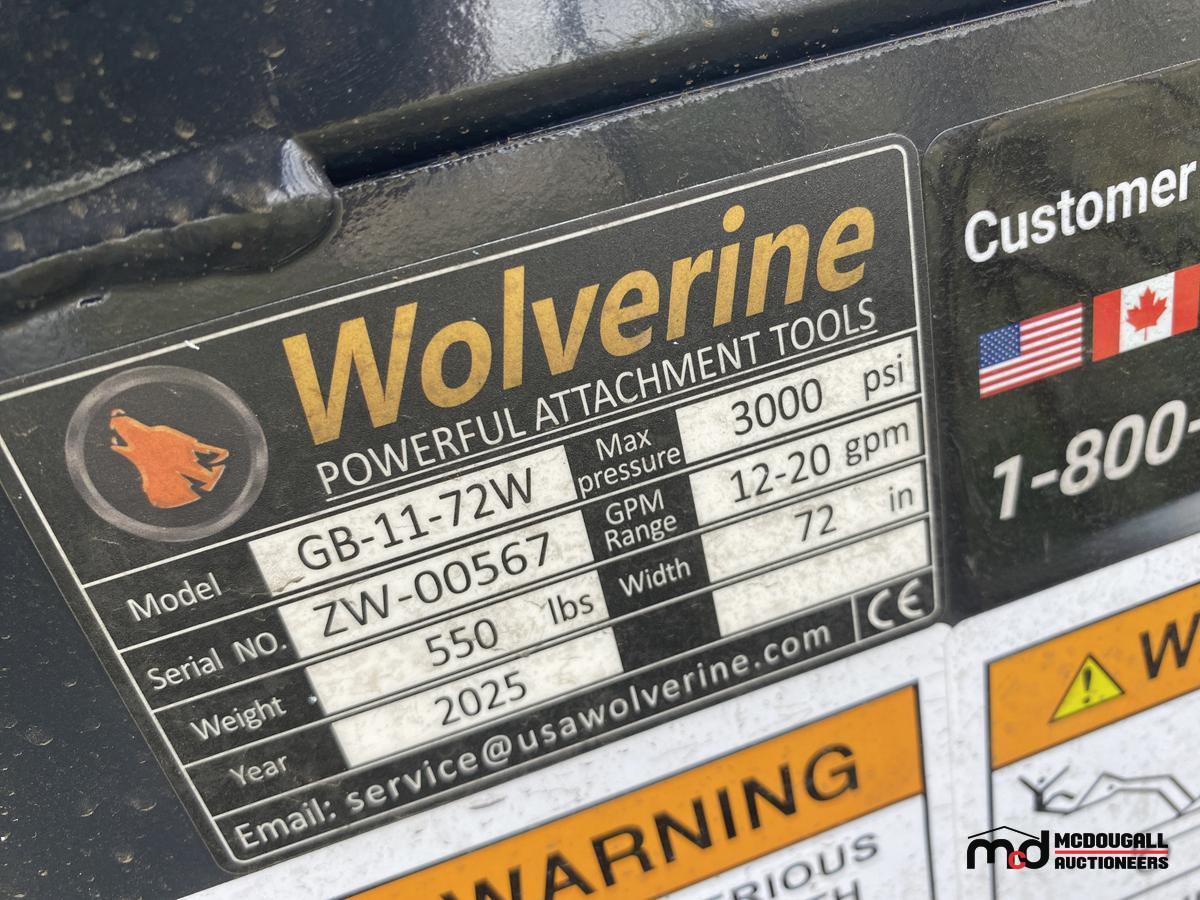 Wolverine
POWERFUL ATTACHMENT TOOLS
Model GB-11-72W Max pressure 3000 psi
Serial NO. ZW-00567 GPM Range 12-20 gpm
Weight 550 lbs Width 72 in
Year 2025
Email: service@usawolverine.com CE
Customer
1-800-
WARNING
W
MCDOUGALL
AUCTIONEERS
mcd